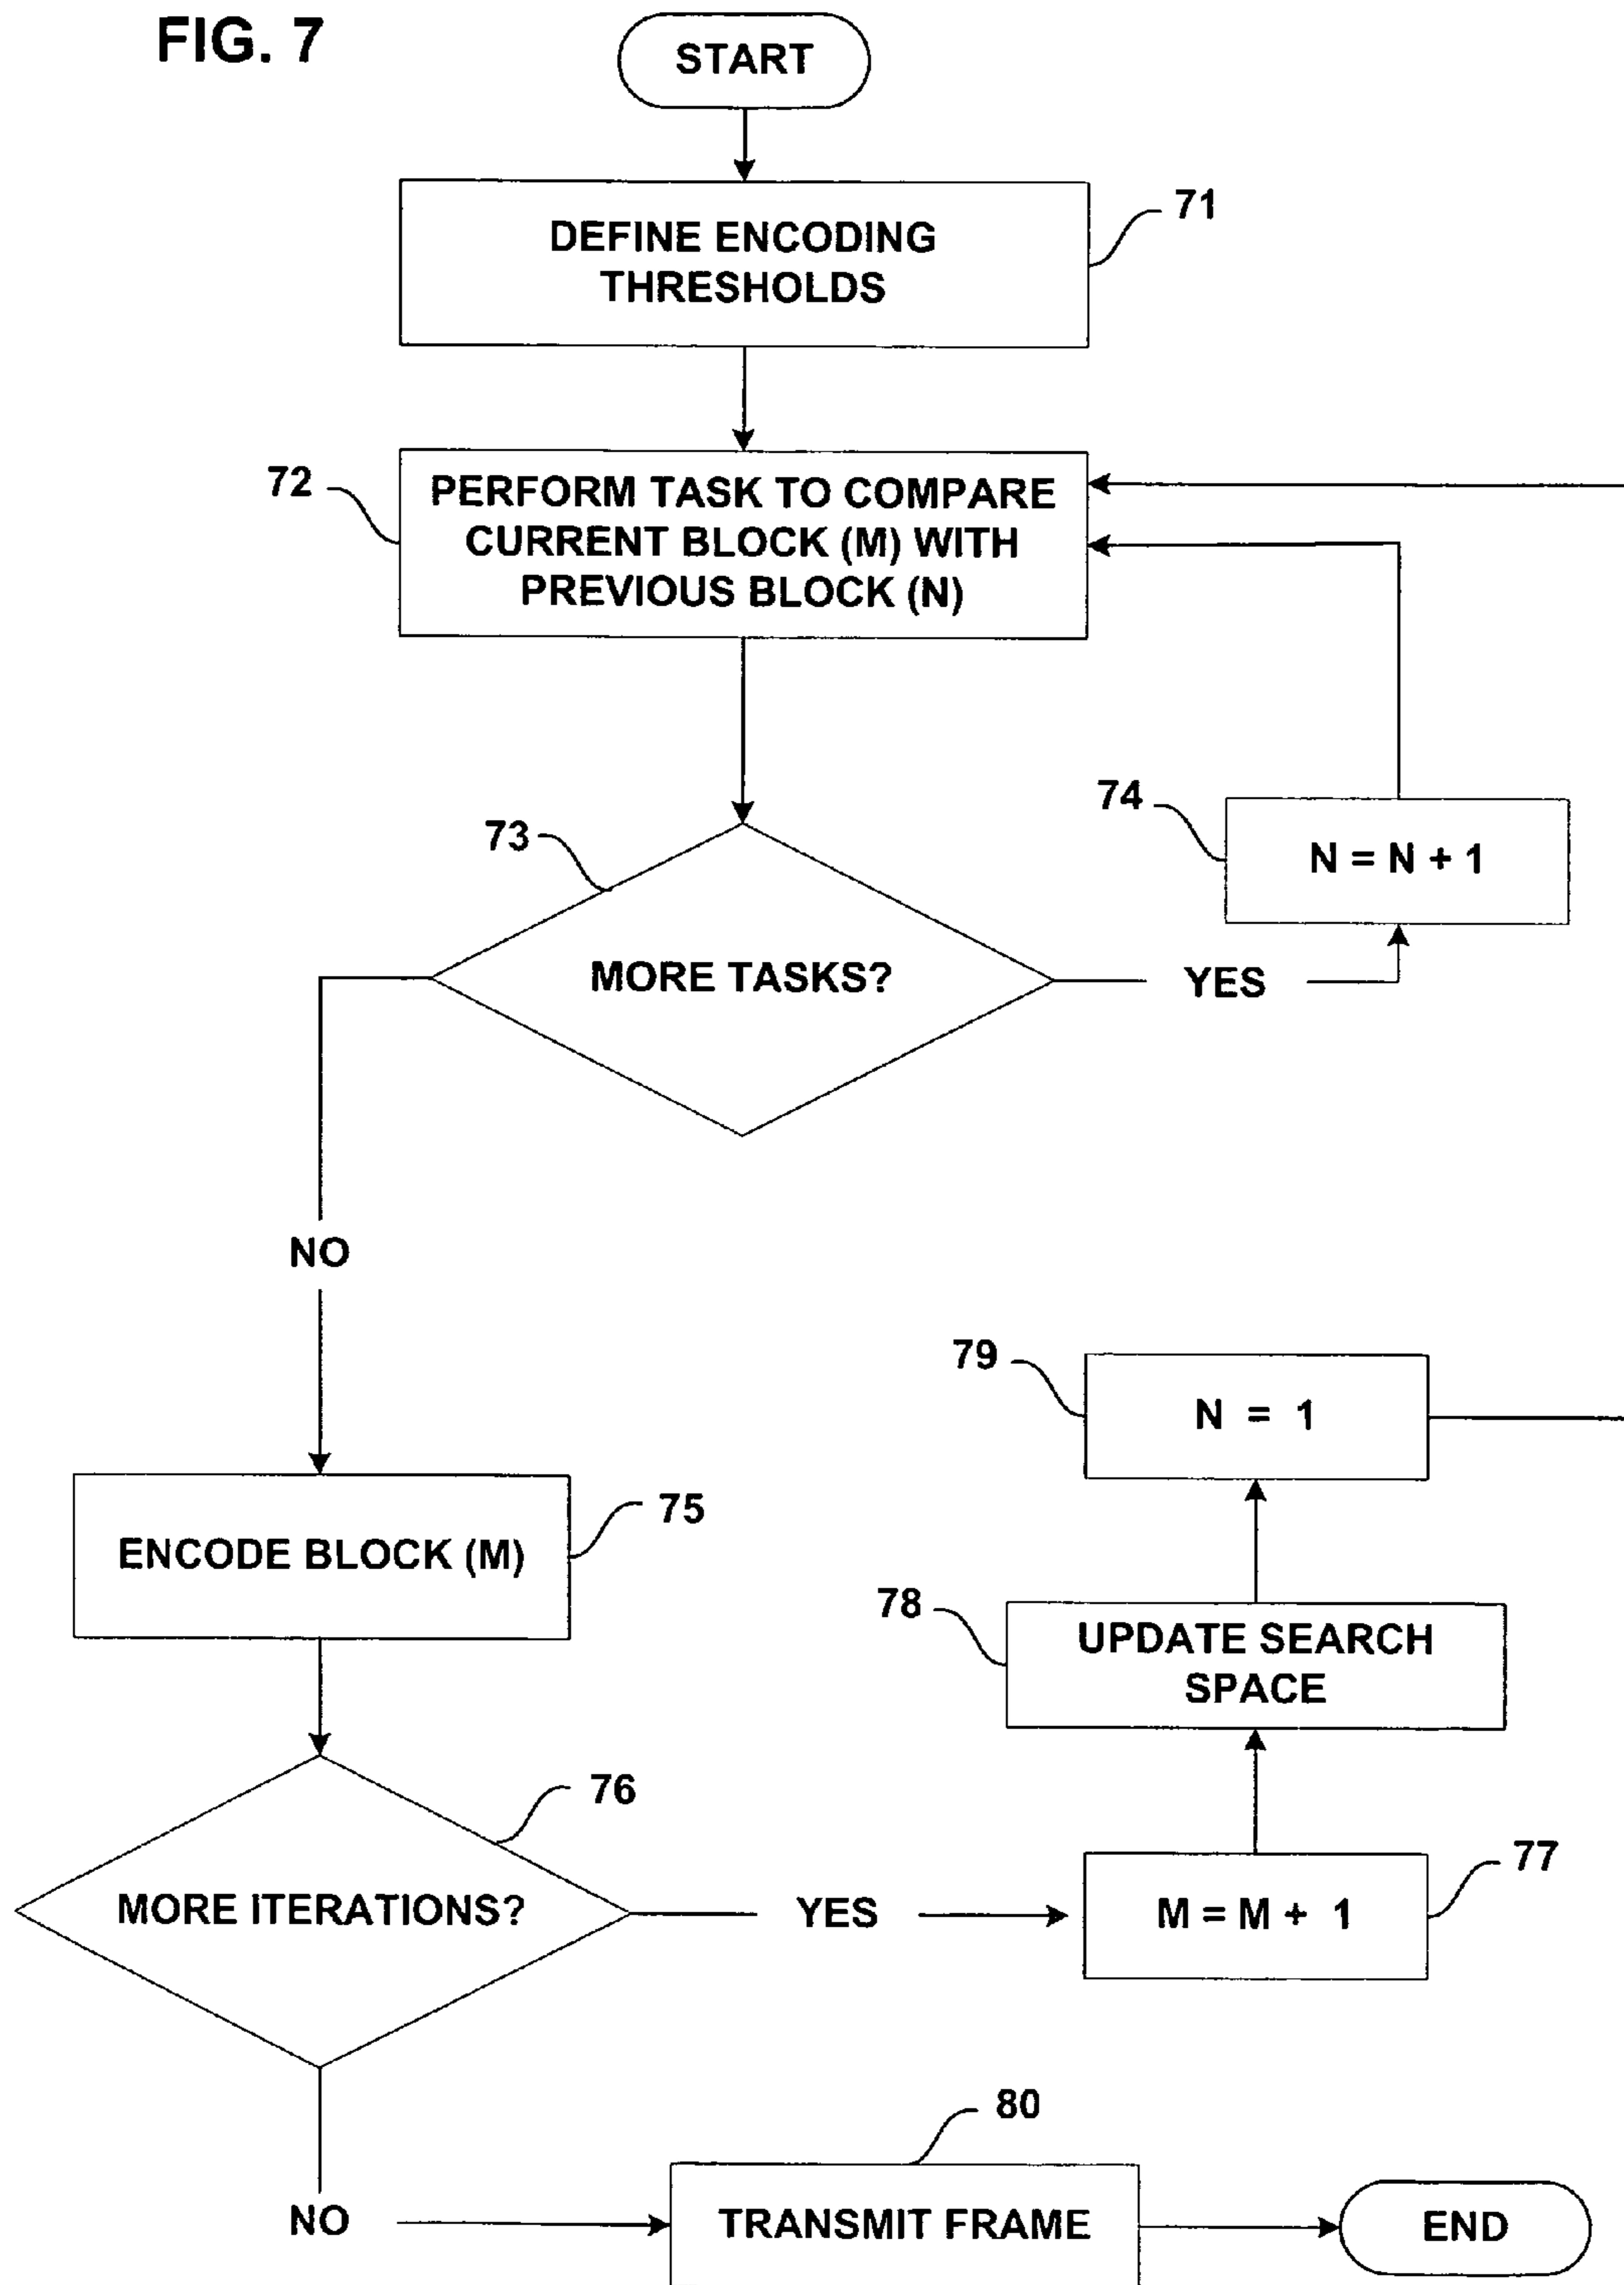 FIG. 7
START
DEFINE ENCODING
THRESHOLDS
71
72
PERFORM TASK TO COMPARE
CURRENT BLOCK (M) WITH
PREVIOUS BLOCK (N)
74
N = N + 1
73
MORE TASKS?
YES
NO
79
N = 1
75
ENCODE BLOCK (M)
78
UPDATE SEARCH
SPACE
76
MORE ITERATIONS?
YES
M = M + 1
77
80
NO
TRANSMIT FRAME
END